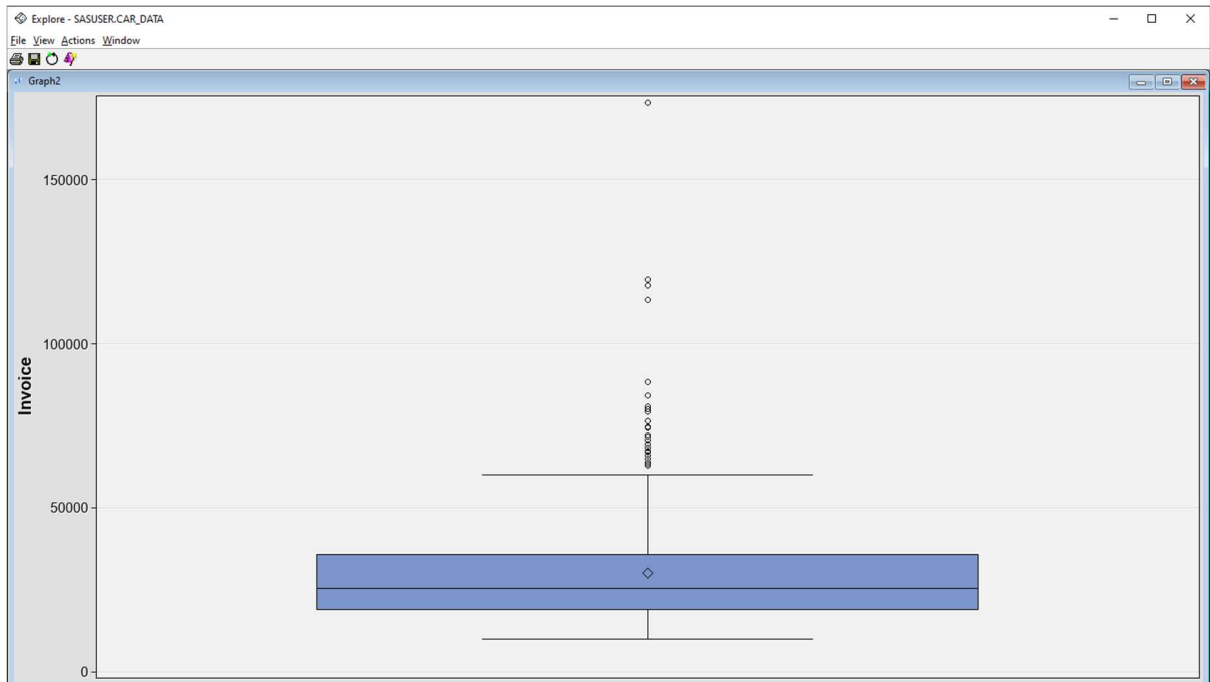 Explore - SASUSER.CAR_DATA
File View Actions Window
Graph2
150000
100000
50000
0
Invoice